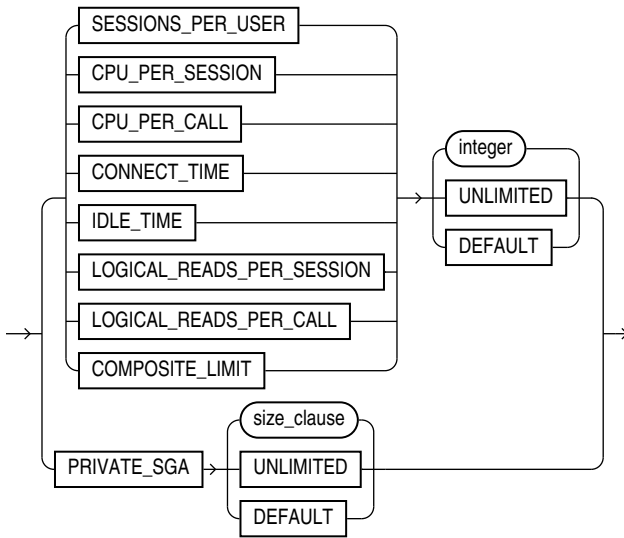 SESSIONS_PER_USER
CPU_PER_SESSION
CPU_PER_CALL
CONNECT_TIME
IDLE_TIME
LOGICAL_READS_PER_SESSION
LOGICAL_READS_PER_CALL
COMPOSITE_LIMIT
integer
UNLIMITED
DEFAULT
PRIVATE_SGA
size_clause
UNLIMITED
DEFAULT